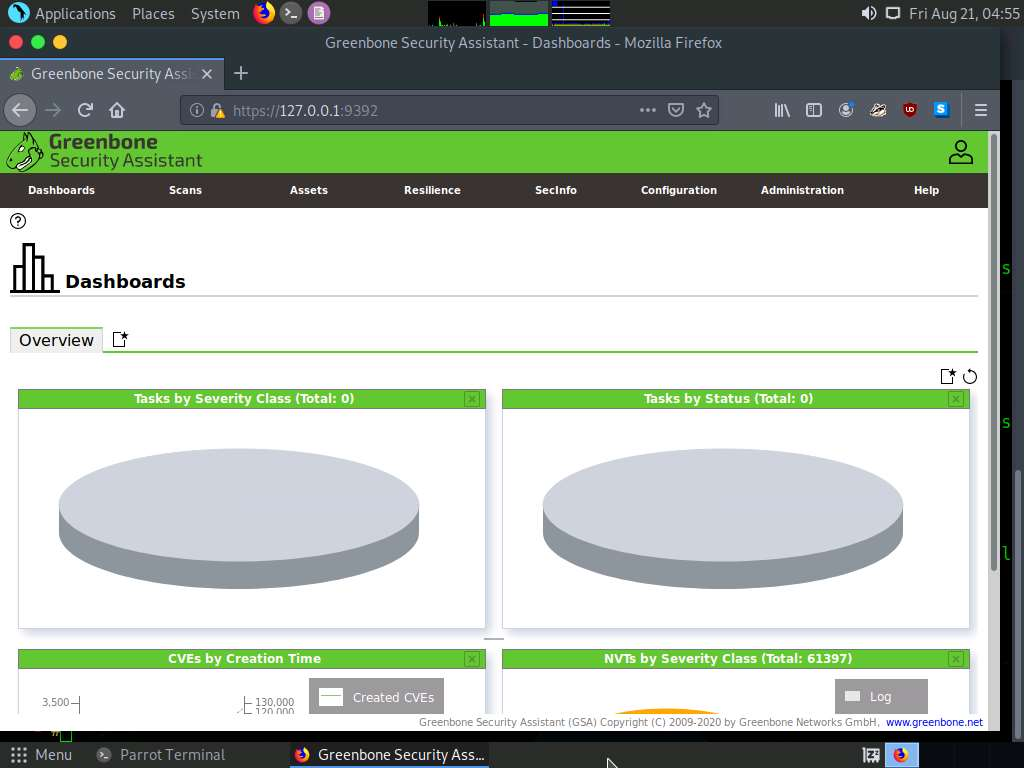 Applications Places System Fri Aug 21, 04:55
Greenbone Security Assistant - Dashboards - Mozilla Firefox
Greenbone Security Assi
https://127.0.0.1:9392
Greenbone
Security Assistant
Dashboards Scans Assets Resilience SecInfo Configuration Administration Help
Dashboards
Overview
Tasks by Severity Class (Total: 0) Tasks by Status (Total: 0)
CVEs by Creation Time NVTs by Severity Class (Total: 61397)
3,500 130,000 Created CVEs Log
120,000
Greenbone Security Assistant (GSA) Copyright (C) 2009-2020 by Greenbone Networks GmbH, www.greenbone.net
Menu Parrot Terminal Greenbone Security Ass...